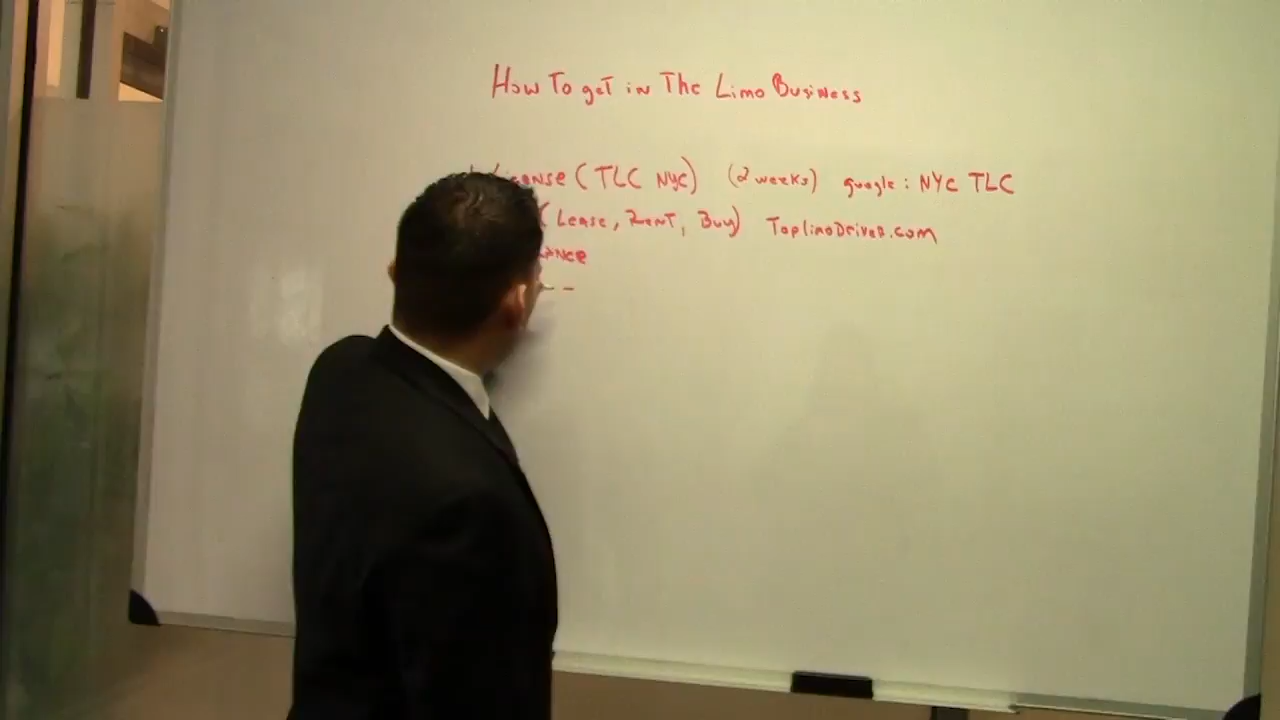 How To get in The Limo Business
License (TLC NYC) (2 weeks) google: NYC TLC
(Lease, Rent, Buy) ToplimoDriver.com
ance